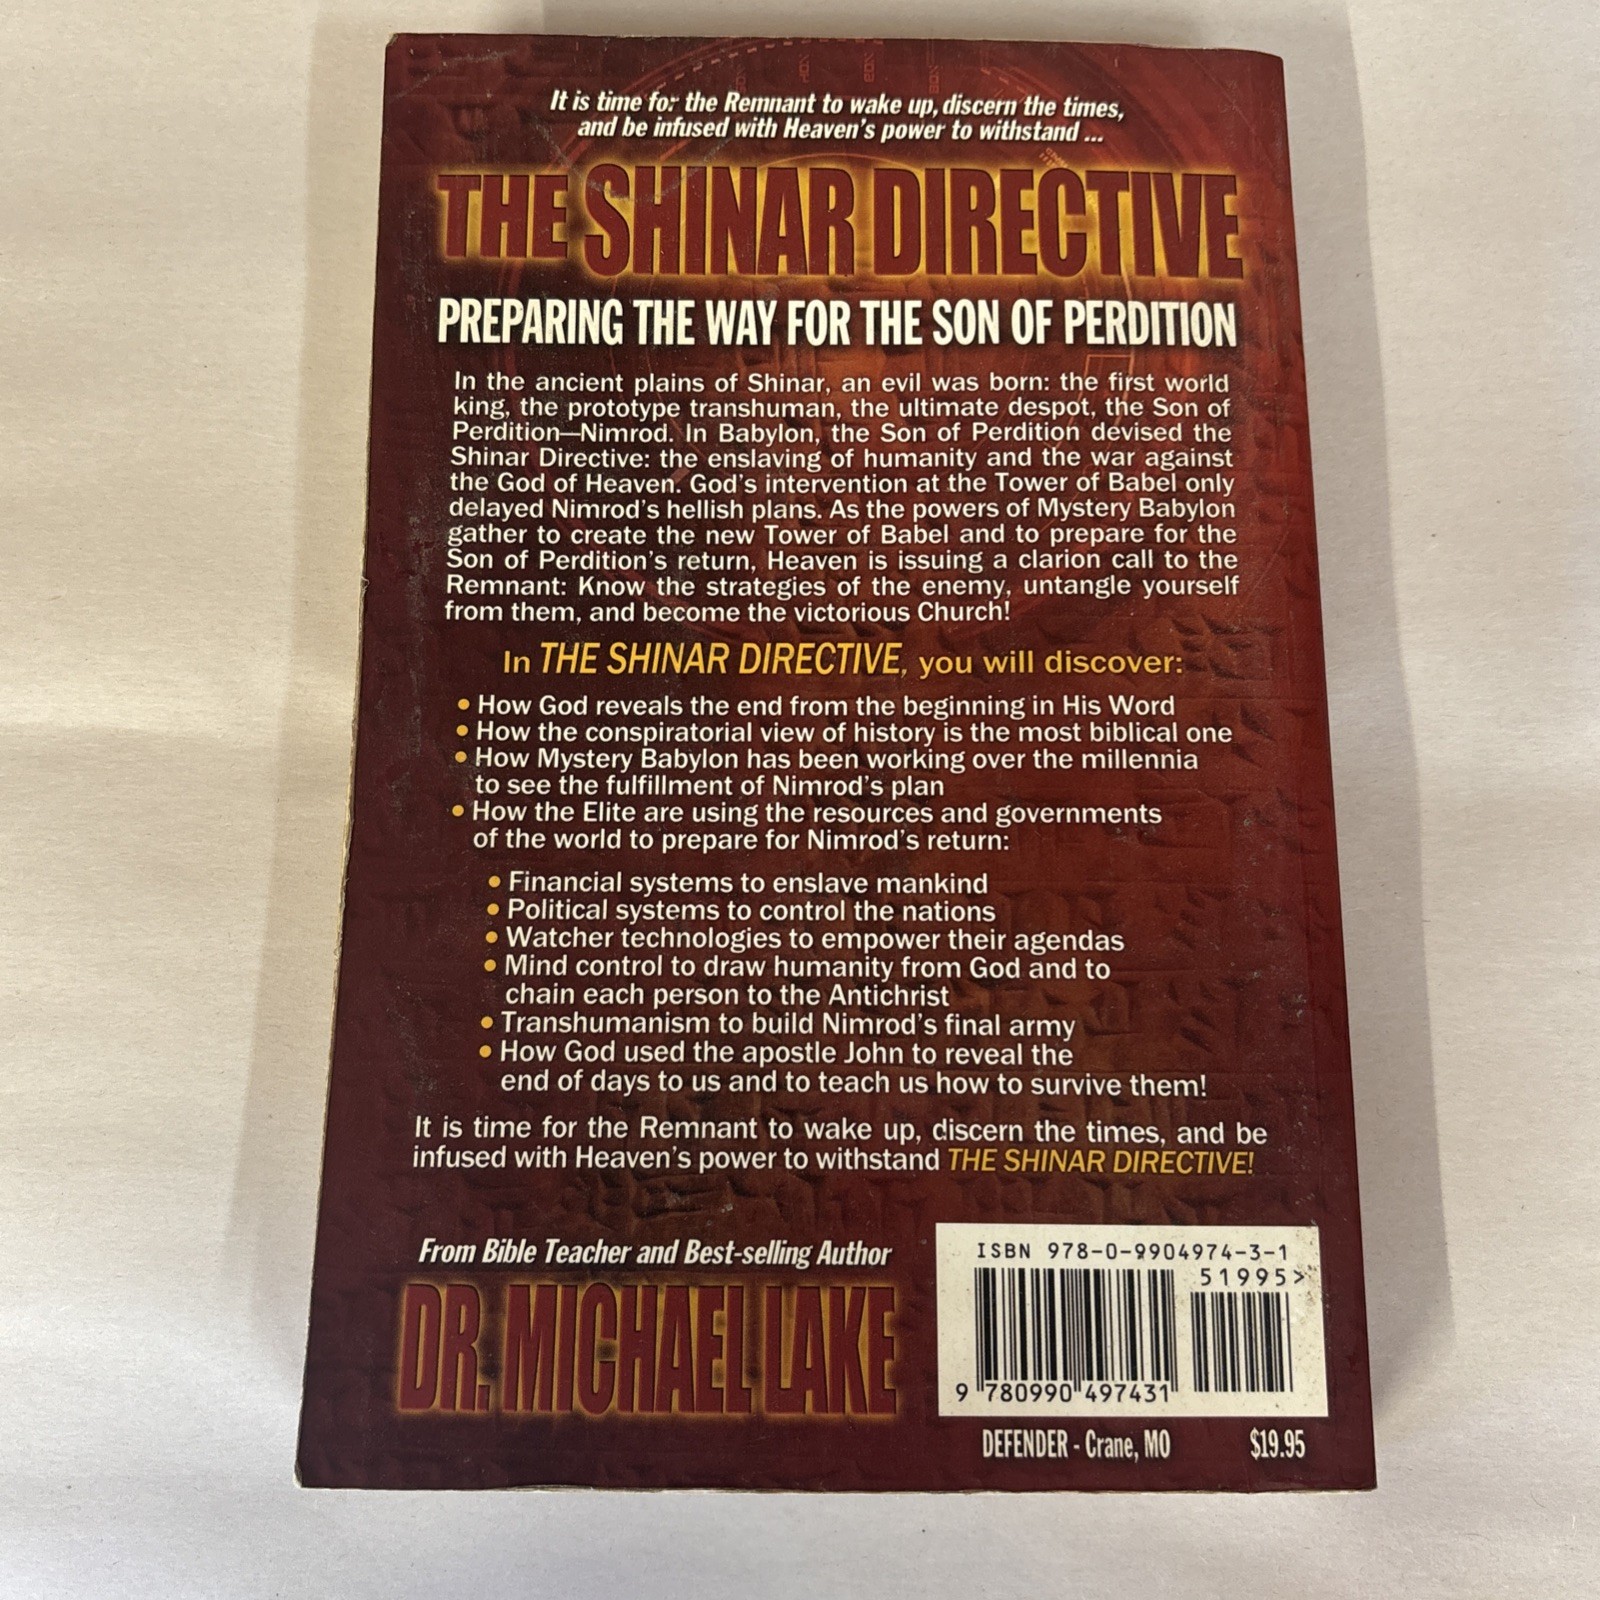 It is time for the Remnant to wake up, discern the times,
and be infused with Heaven's power to withstand ...
THE SHINAR DIRECTIVE
PREPARING THE WAY FOR THE SON OF PERDITION
In the ancient plains of Shinar, an evil was born: the first world
king, the prototype transhuman, the ultimate despot, the Son of
Perdition—Nimrod. In Babylon, the Son of Perdition devised the
Shinar Directive: the enslaving of humanity and the war against
the God of Heaven. God's intervention at the Tower of Babel only
delayed Nimrod's hellish plans. As the powers of Mystery Babylon
gather to create the new Tower of Babel and to prepare for the
Son of Perdition's return, Heaven is issuing a clarion call to the
Remnant: Know the strategies of the enemy, untangle yourself
from them, and become the victorious Church!
In THE SHINAR DIRECTIVE, you will discover:
• How God reveals the end from the beginning in His Word
• How the conspiratorial view of history is the most biblical one
• How Mystery Babylon has been working over the millennia
to see the fulfillment of Nimrod's plan
• How the Elite are using the resources and governments
of the world to prepare for Nimrod's return:
• Financial systems to enslave mankind
• Political systems to control the nations
• Watcher technologies to empower their agendas
• Mind control to draw humanity from God and to
chain each person to the Antichrist
• Transhumanism to build Nimrod's final army
• How God used the apostle John to reveal the
end of days to us and to teach us how to survive them!
It is time for the Remnant to wake up, discern the times, and be
infused with Heaven's power to withstand THE SHINAR DIRECTIVE!
From Bible Teacher and Best-selling Author
DR. MICHAEL LAKE
ISBN 978-0-9904974-3-1
51995>
9 780990 497431
DEFENDER - Crane, MO $19.95